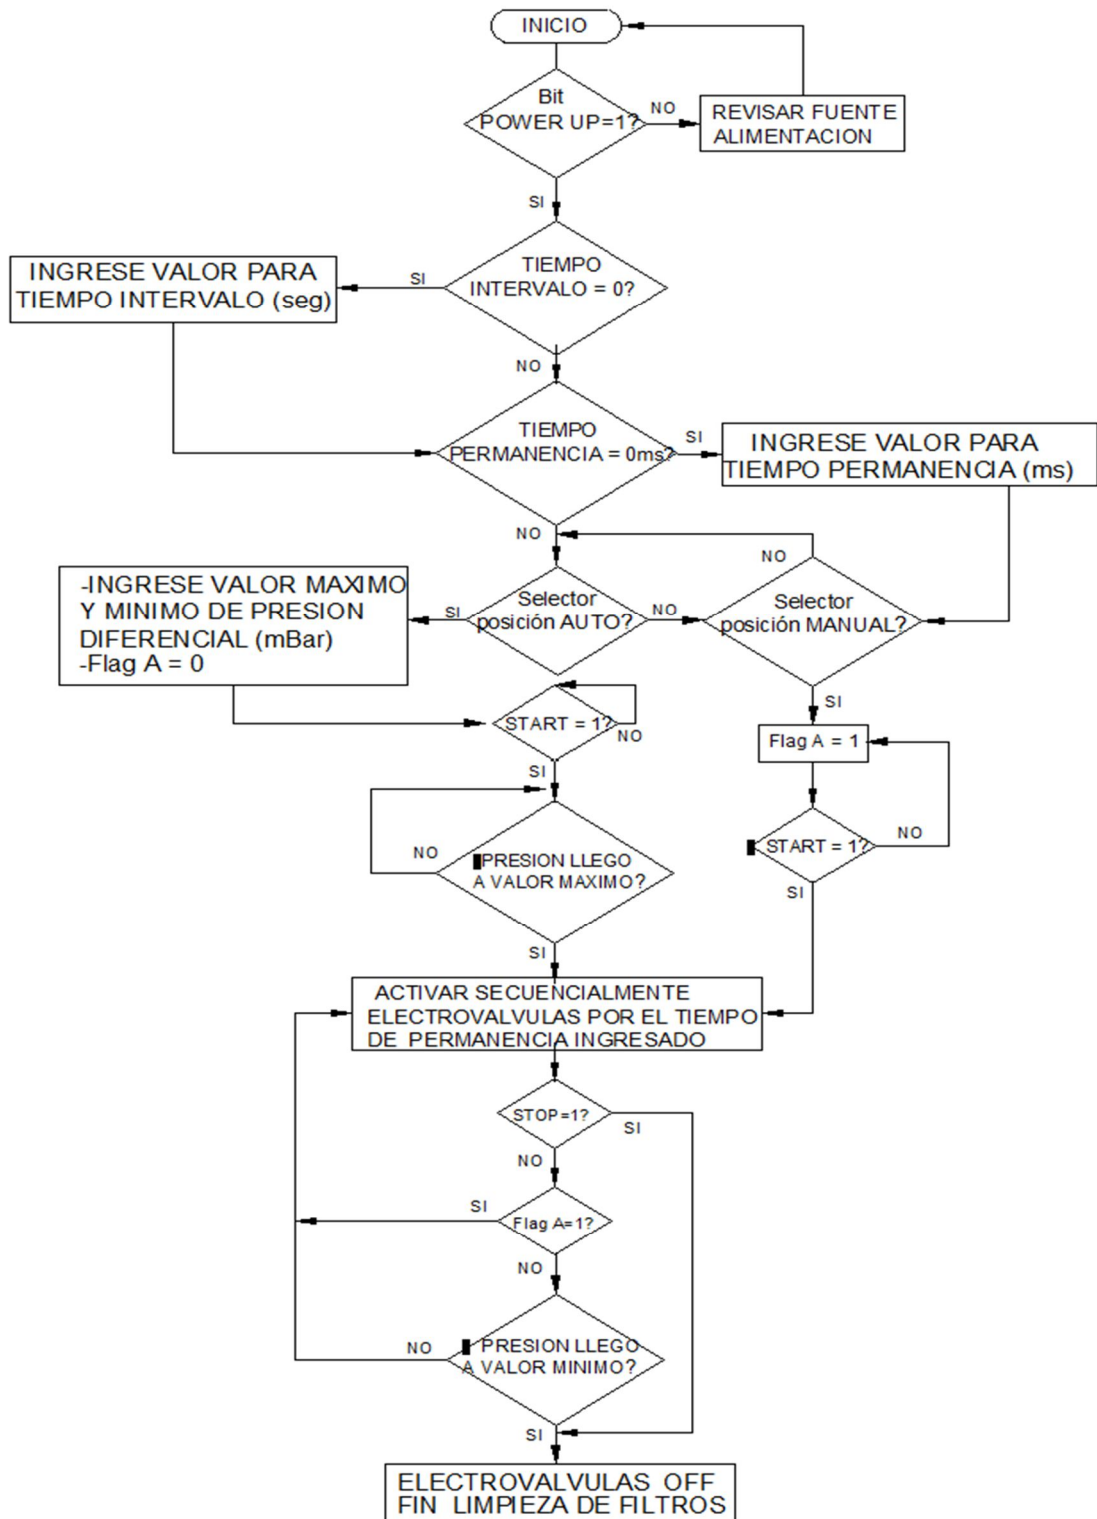 INICIO
Bit
POWER UP=1?
NO
REVISAR FUENTE
ALIMENTACION
SI
TIEMPO
INTERVALO = 0?
SI
INGRESE VALOR PARA
TIEMPO INTERVALO (seg)
NO
TIEMPO
PERMANENCIA = 0ms?
SI
INGRESE VALOR PARA
TIEMPO PERMANENCIA (ms)
NO
NO
-INGRESE VALOR MAXIMO
Y MINIMO DE PRESION
DIFERENCIAL (mBar)
-Flag A = 0
SI
Selector
posición AUTO?
NO
Selector
posición MANUAL?
SI
START = 1?
NO
Flag A = 1
SI
START = 1?
NO
NO
PRESION LLEGO
A VALOR MAXIMO?
SI
SI
ACTIVAR SECUENCIALMENTE
ELECTROVALVULAS POR EL TIEMPO
DE PERMANENCIA INGRESADO
STOP=1?
SI
NO
SI
Flag A=1?
NO
NO
PRESION LLEGO
A VALOR MINIMO?
SI
ELECTROVALVULAS OFF
FIN LIMPIEZA DE FILTROS